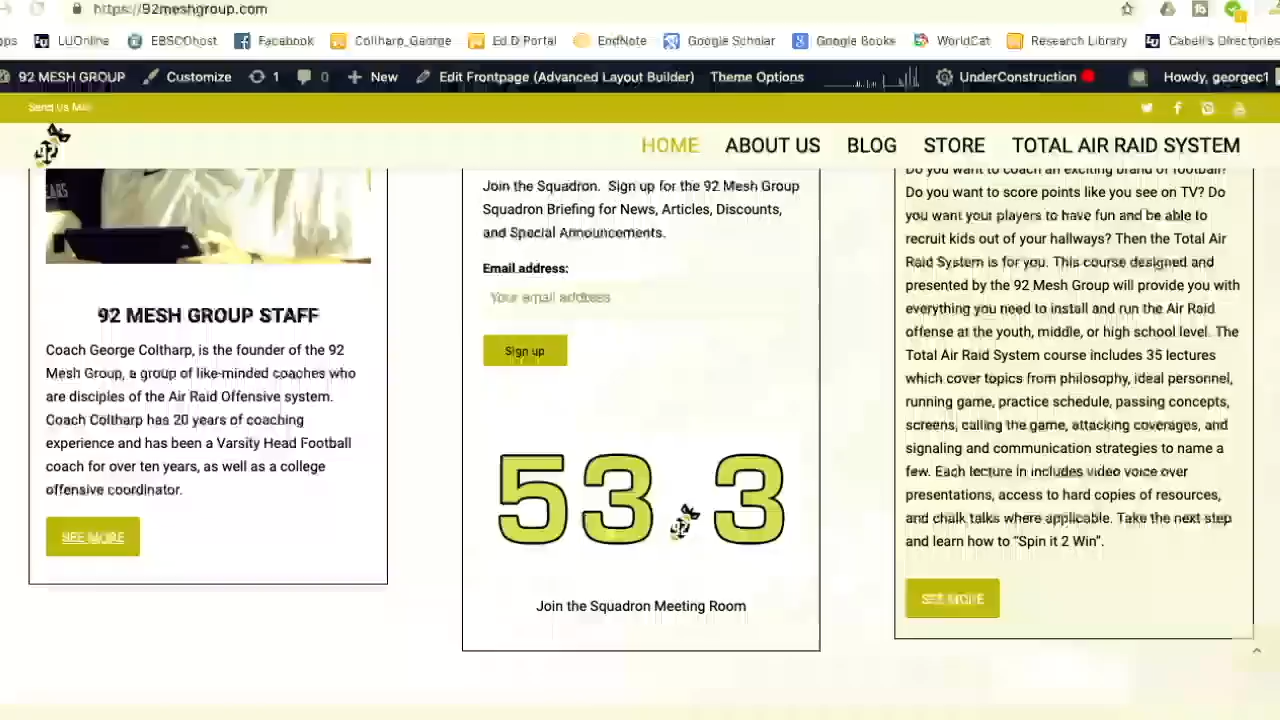 https://92meshgroup.com
LUOnline EBSCOhost Facebook Collharp_George Ed D Portal EndNote Google Scholar Google Books WorldCat Research Library Cabell's Directories
92 MESH GROUP Customize 1 0 New Edit Frontpage (Advanced Layout Builder) Theme Options UnderConstruction Howdy, georgec1
Send Us
HOME ABOUT US BLOG STORE TOTAL AIR RAID SYSTEM
92 MESH GROUP STAFF
Coach George Coltharp, is the founder of the 92
Mesh Group, a group of like-minded coaches who
are disciples of the Air Raid Offensive system.
Coach Coltharp has 20 years of coaching
experience and has been a Varsity Head Football
coach for over ten years, as well as a college
offensive coordinator.
SEE MORE
Join the Squadron. Sign up for the 92 Mesh Group
Squadron Briefing for News, Articles, Discounts,
and Special Announcements.
Email address:
Your email address
Sign up
53 3
Join the Squadron Meeting Room
Do you want to coach an exciting brand of football?
Do you want to score points like you see on TV? Do
you want your players to have fun and be able to
recruit kids out of your hallways? Then the Total Air
Raid System is for you. This course designed and
presented by the 92 Mesh Group will provide you with
everything you need to install and run the Air Raid
offense at the youth, middle, or high school level. The
Total Air Raid System course includes 35 lectures
which cover topics from philosophy, ideal personnel,
running game, practice schedule, passing concepts,
screens, calling the game, attacking coverages, and
signaling and communication strategies to name a
few. Each lecture in includes video voice over
presentations, access to hard copies of resources,
and chalk talks where applicable. Take the next step
and learn how to "Spin it 2 Win".
SEE MORE